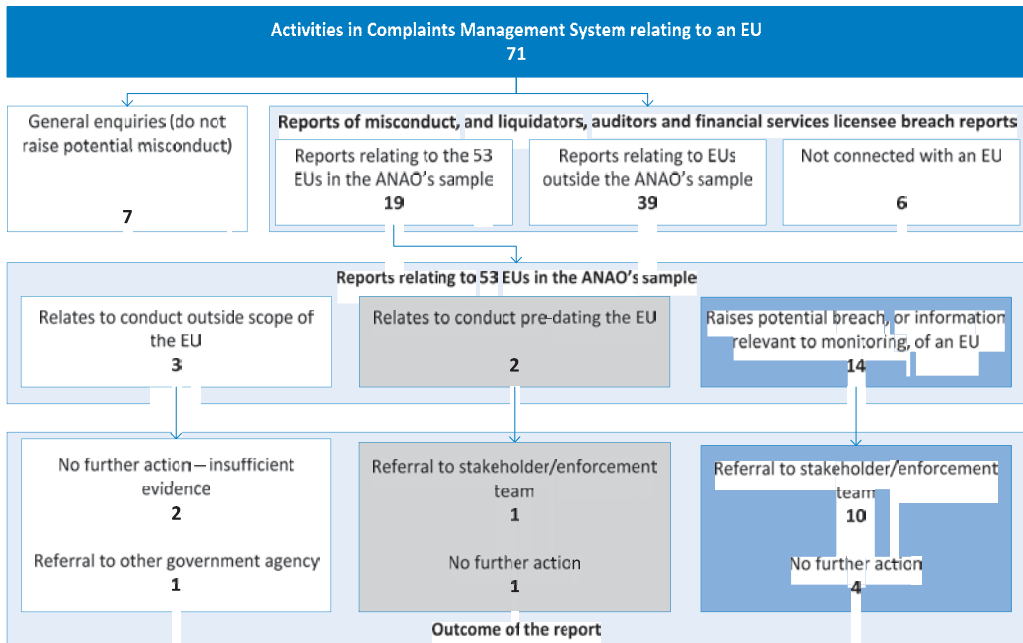 Activities in Complaints Management System relating to an EU
71
General enquiries (do not
raise potential misconduct)
7
Reports of misconduct, and liquidators, auditors and financial services licensee breach reports
Reports relating to the 53
EUs in the ANAO's sample
19
Reports relating to EUs
outside the ANAO's sample
39
Not connected with an EU
6
Reports relating to 53 EUs in the ANAO's sample
Relates to conduct outside scope of
the EU
3
Relates to conduct pre-dating the EU
2
Raises potential breach, or information
relevant to monitoring, of an EU
14
No further action—insufficient
evidence
2
Referral to other government agency
1
Referral to stakeholder/enforcement
team
1
No further action
1
Referral to stakeholder/enforcement
team
10
No further action
4
Outcome of the report